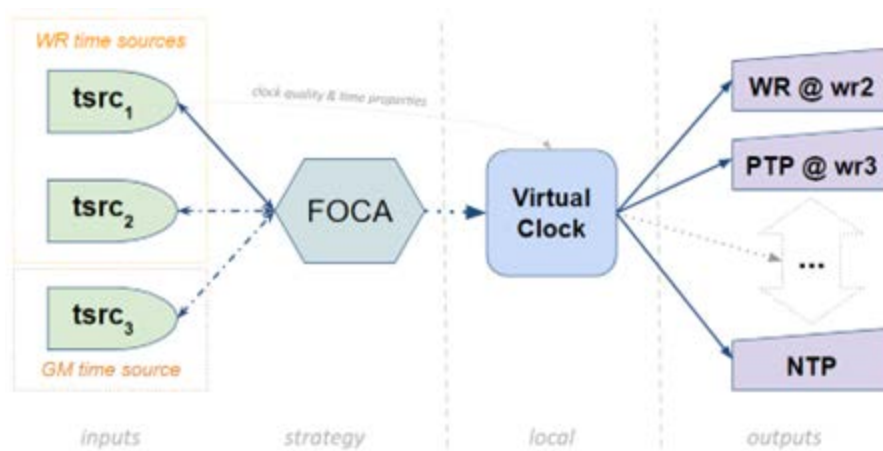 WR time sources
tsrc1
tsrc2
tsrc3
GM time source
clock quality & time properties
FOCA
Virtual
Clock
WR @ wr2
PTP @ wr3
...
NTP
inputs
strategy
local
outputs